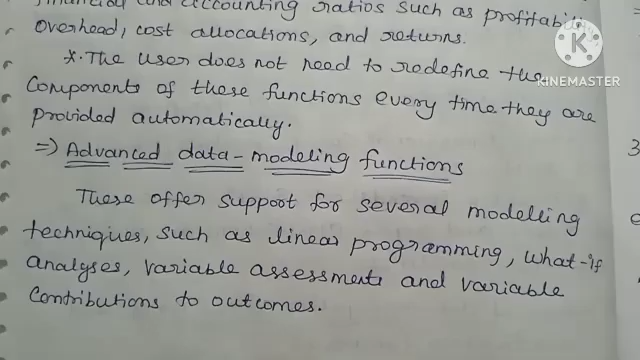 financial and accounting ratios such as profitabili
overhead, cost allocations, and returns.
*. The user does not need to redefine the
components of these functions every time they are
provided automatically.
=) Advanced data-modeling functions
These offer support for several modelling
techniques, such as linear programming, what-if
analyses, variable assessments and variable
contributions to outcomes.
K
KINEMASTER
3